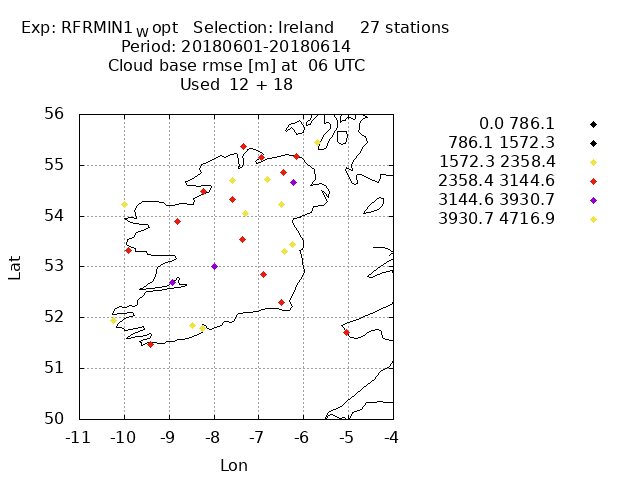 Exp: RFRMIN1 W opt   Selection: Ireland     27 stations
Period: 20180601-20180614
Cloud base rmse [m] at  06 UTC
Used  12 + 18
0.0 786.1
786.1 1572.3
1572.3 2358.4
2358.4 3144.6
3144.6 3930.7
3930.7 4716.9
56
55
54
53
52
51
50
Lat
-11 -10 -9 -8 -7 -6 -5 -4
Lon